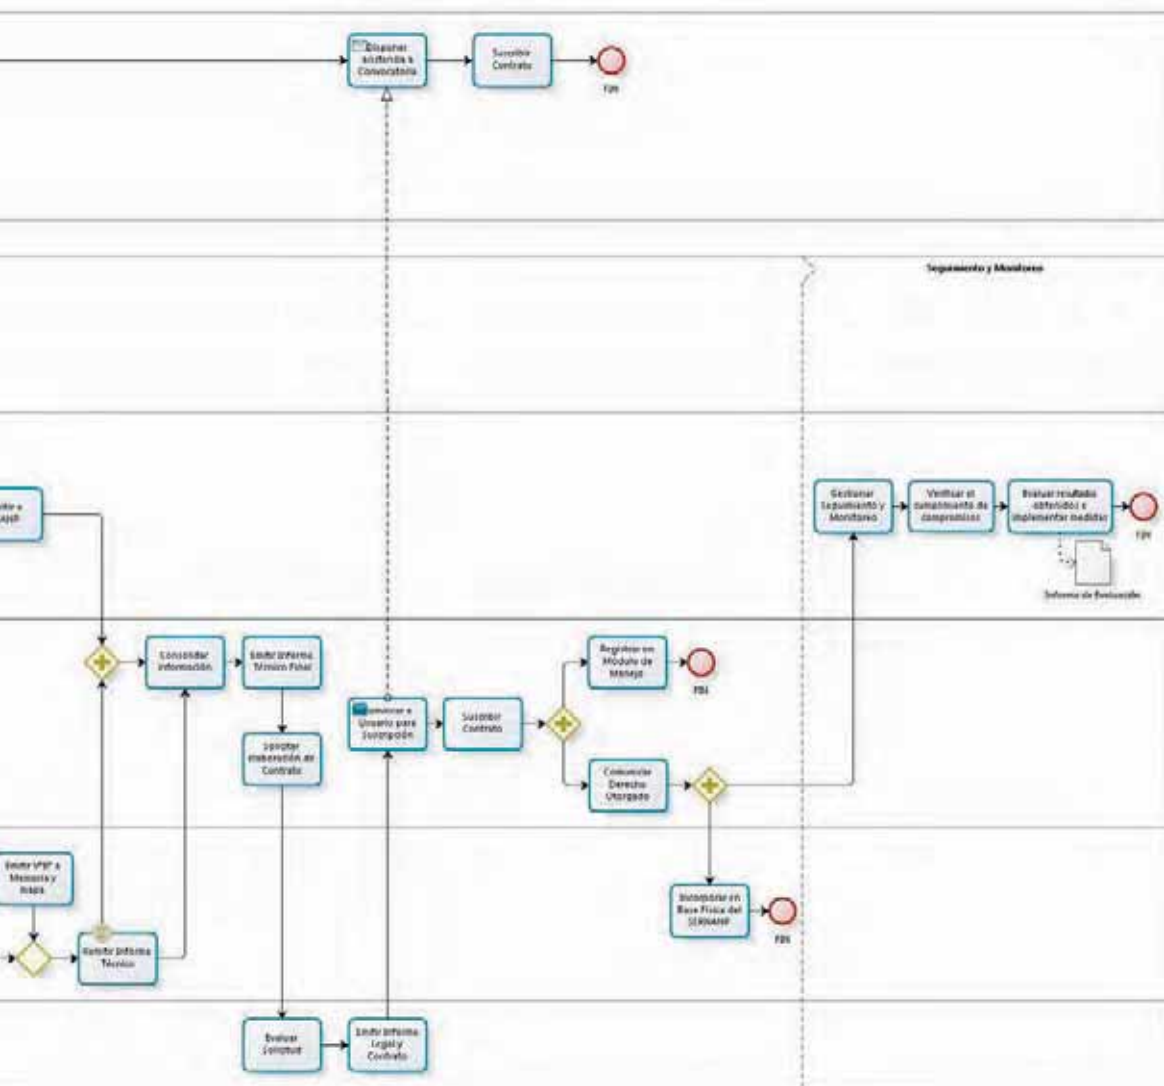 Disponer
asistencia a
Convocatoria
Suscribir
Contrato
FIN
Seguimiento y Monitoreo
Gestionar
Seguimiento y
Monitoreo
Verificar el
cumplimiento de
compromisos
Evaluar resultados
obtenidos e
implementar medidas
FIN
Informe de Evaluación
Consolidar
información
Emitir Informe
Técnico Final
Registrar en
Módulo de
Manejo
FIN
Usuario para
Suscripción
Suscribir
Contrato
Solicitar
elaboración de
Contrato
Comunicar
Derecho
Otorgado
Emitir V°B° a
Memoria y
mapa
Incorporar en
Base Física del
SERNANP
FIN
Remitir Informe
Técnico
Evaluar
Solicitud
Emitir Informe
Legal y
Contrato